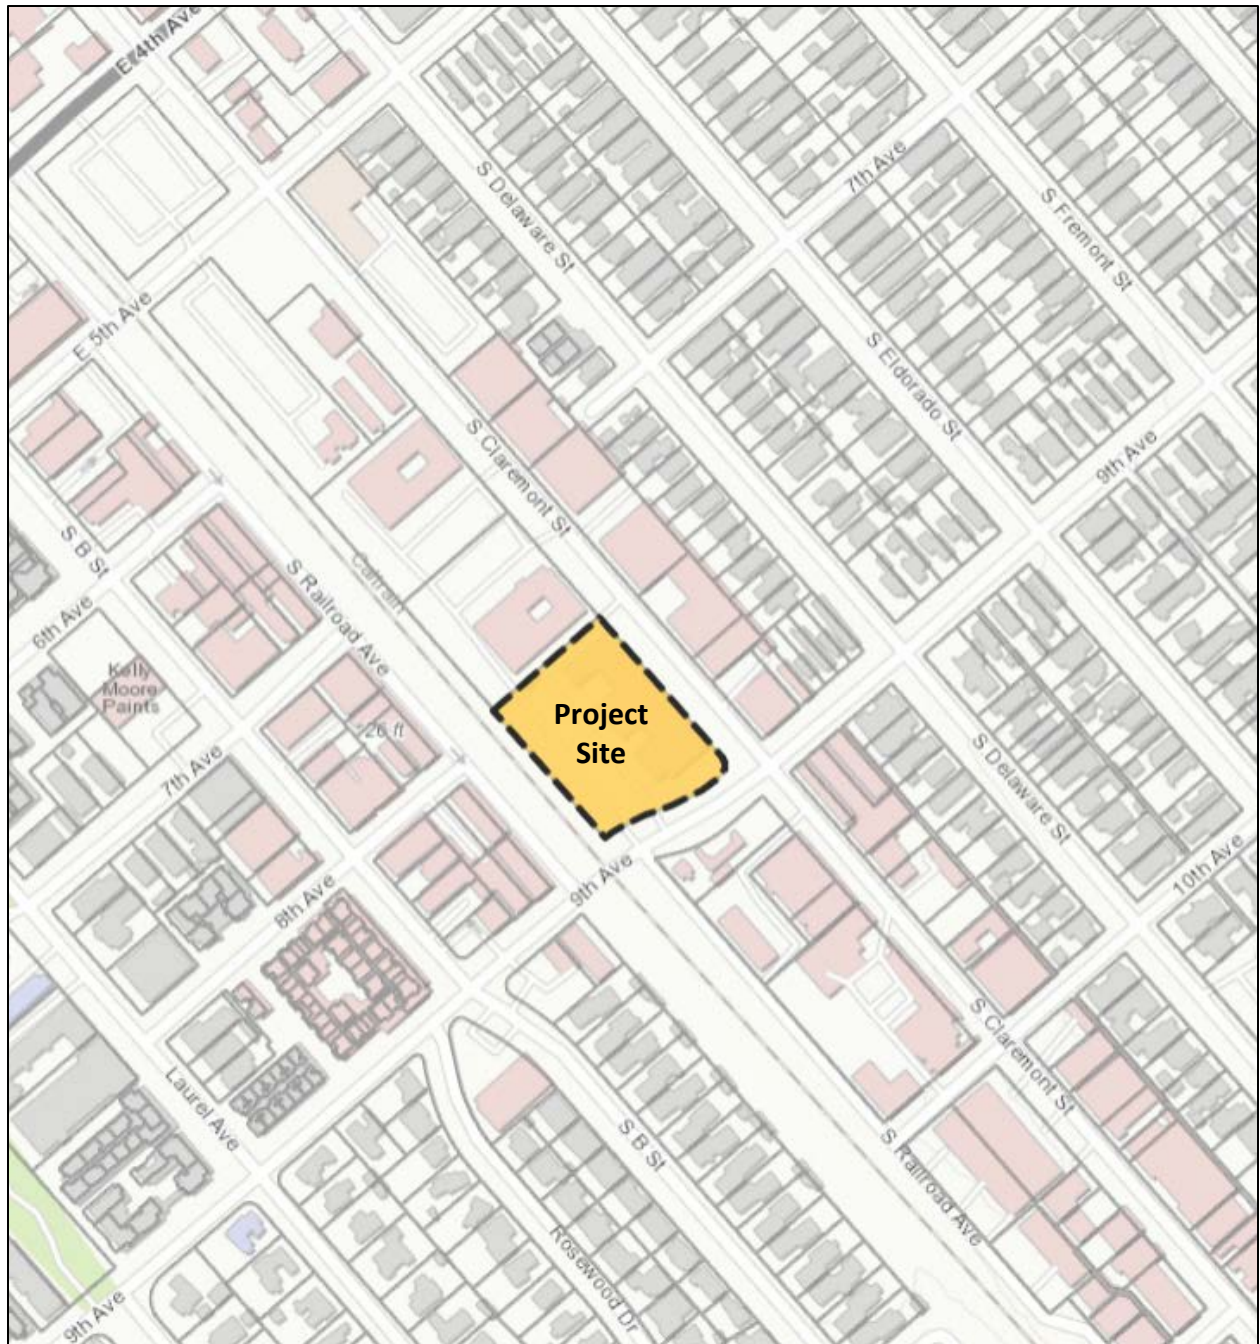 E 4th Ave
S Delaware St
7th Ave
S Fremont St
E 5th Ave
S Eldorado St
S Claremont St
9th Ave
S B St
S Railroad Ave
Caltrain
6th Ave
Kelly
Moore
Paints
26 ft
Project
Site
7th Ave
S Delaware St
8th Ave
9th Ave
10th Ave
Laurel Ave
S Claremont St
S B St
S Railroad Ave
Rosewood Dr
9th Ave